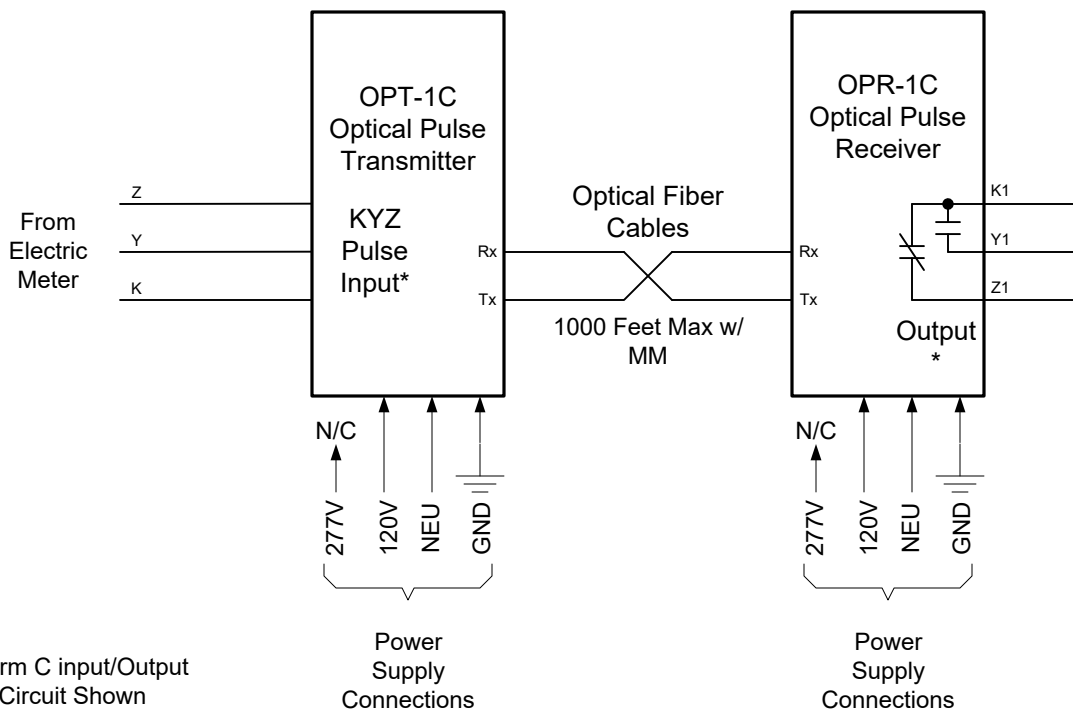 OPT-1C
Optical Pulse
Transmitter
KYZ
Pulse
Input*
From
Electric
Meter
Z
Y
K
Rx
Tx
Optical Fiber
Cables
1000 Feet Max w/
MM
OPR-1C
Optical Pulse
Receiver
Rx
Tx
K1
Y1
Z1
Output
*
N/C
277V
120V
NEU
GND
Power
Supply
Connections
N/C
277V
120V
NEU
GND
Power
Supply
Connections
rm C input/Output
Circuit Shown